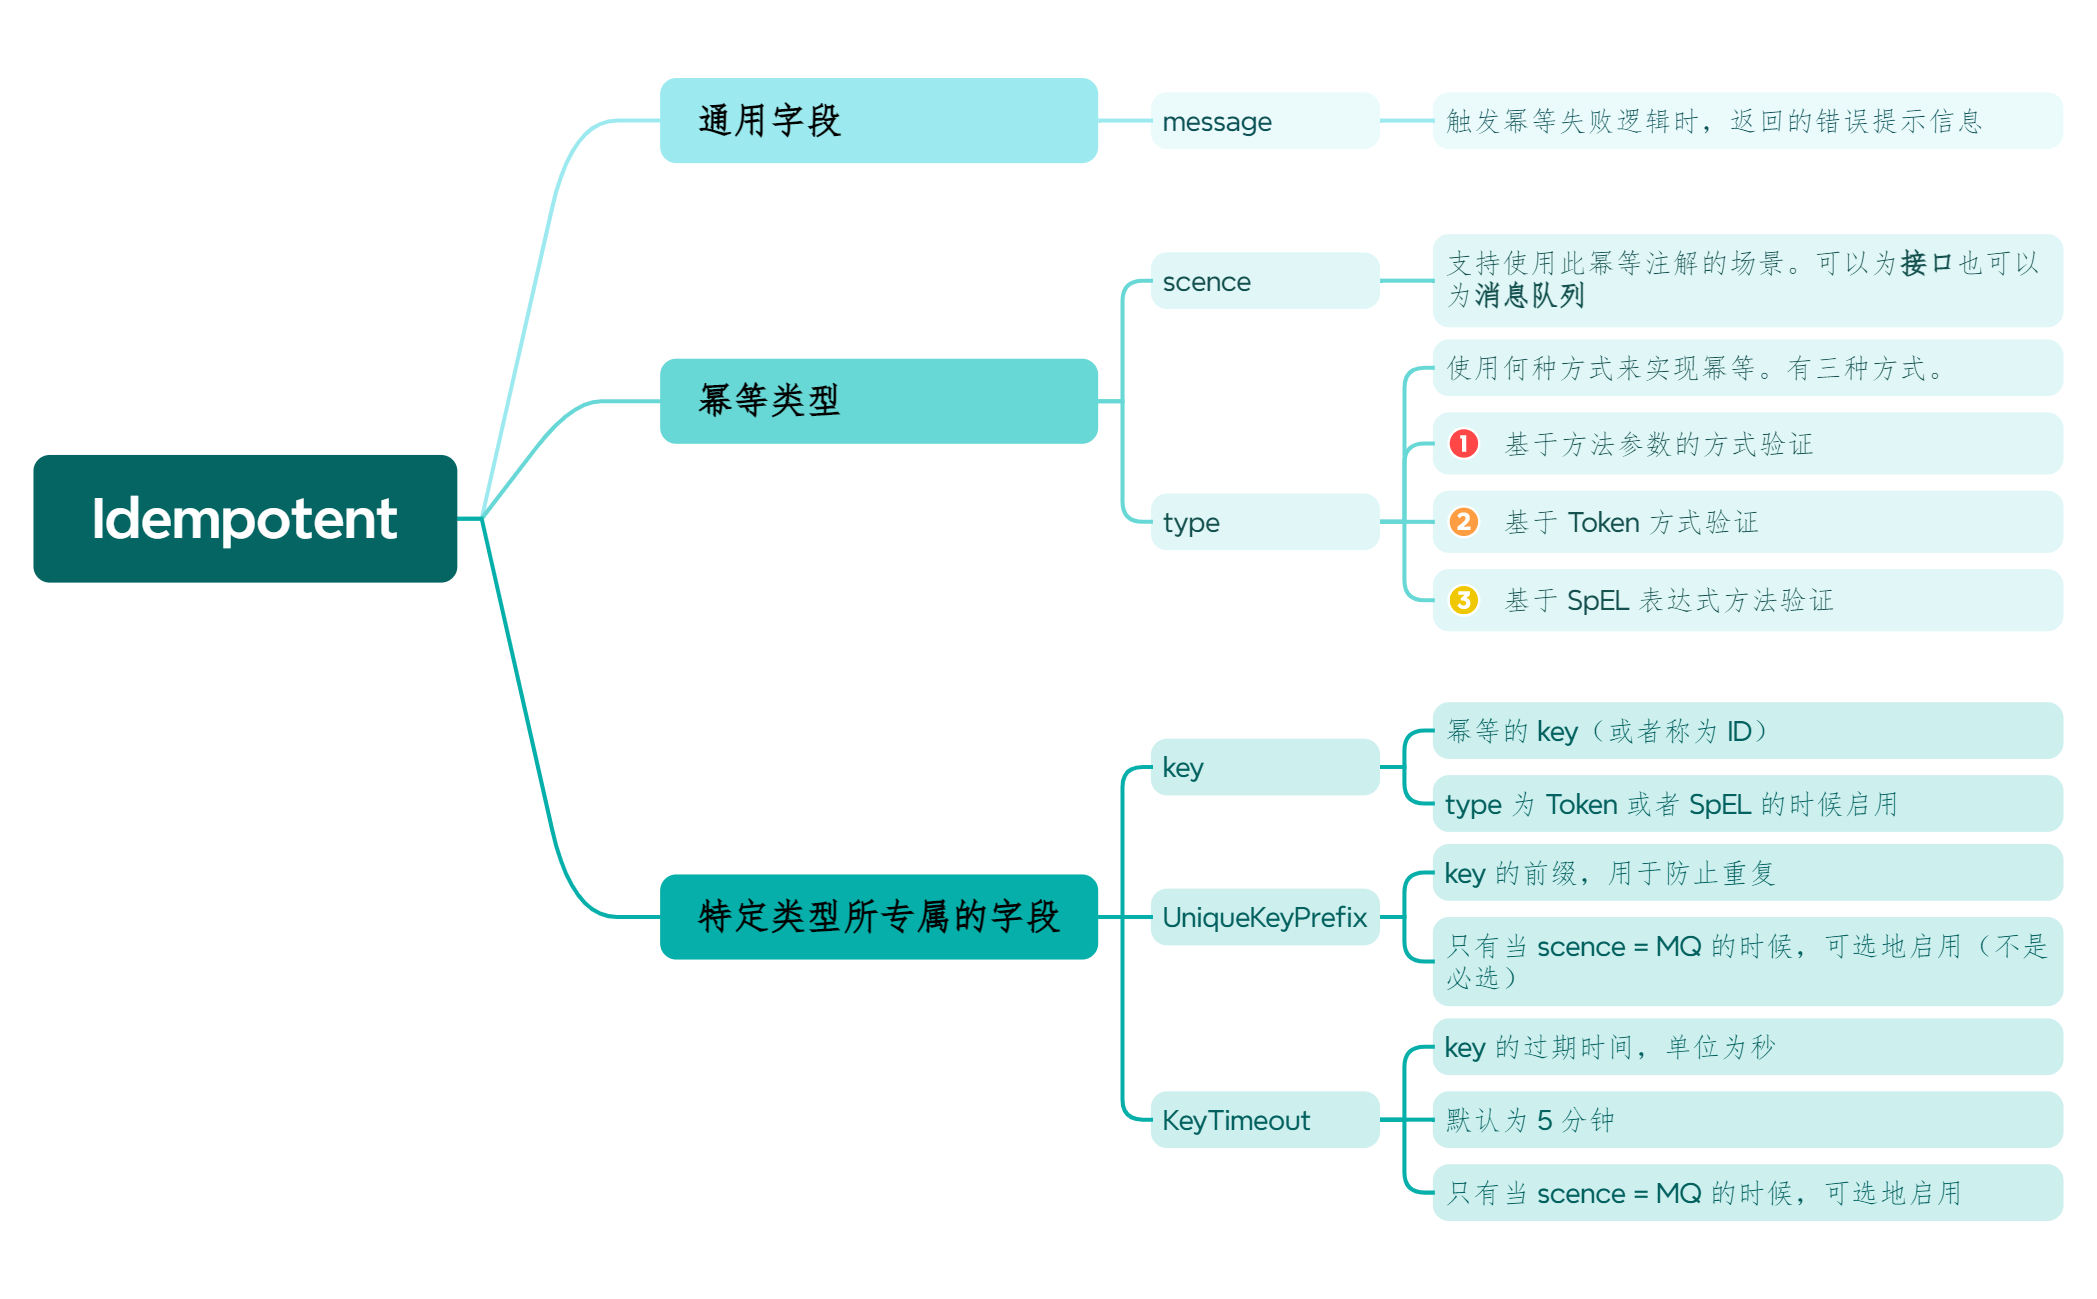 Idempotent
通用字段
message
触发幂等失败逻辑时，返回的错误提示信息
幂等类型
scence
支持使用此幂等注解的场景。可以为接口也可以
为消息队列
type
使用何种方式来实现幂等。有三种方式。
1 基于方法参数的方式验证
2 基于 Token 方式验证
3 基于 SpEL 表达式方法验证
特定类型所专属的字段
key
幂等的 key（或者称为 ID）
type 为 Token 或者 SpEL 的时候启用
UniqueKeyPrefix
key 的前缀，用于防止重复
只有当 scence = MQ 的时候，可选地启用（不是
必选）
KeyTimeout
key 的过期时间，单位为秒
默认为 5 分钟
只有当 scence = MQ 的时候，可选地启用